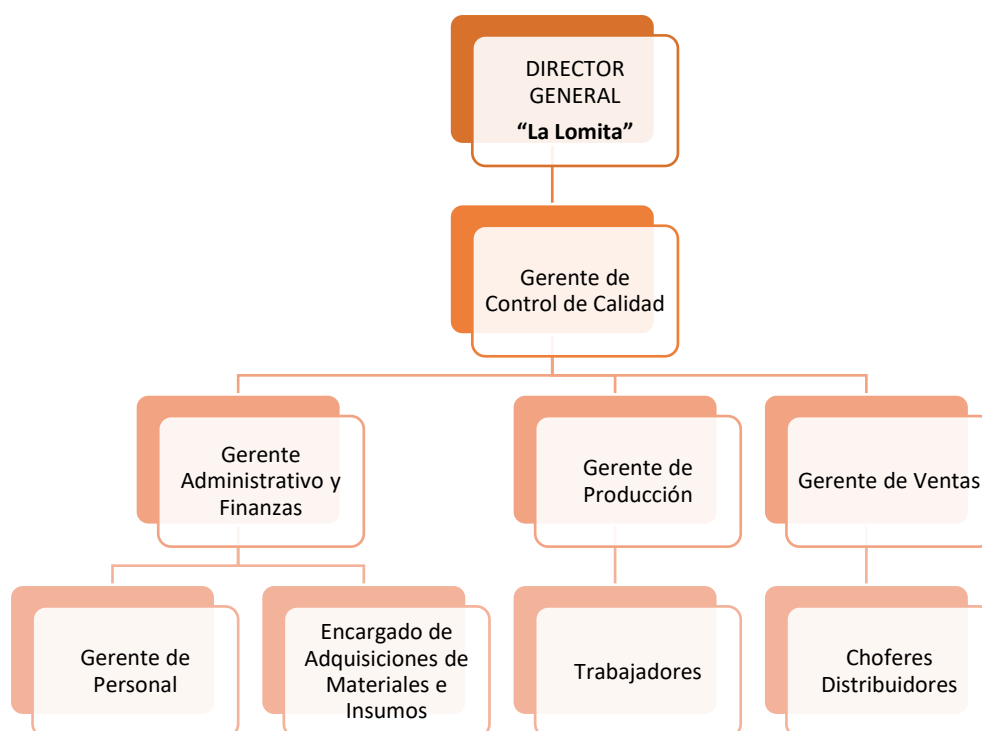 DIRECTOR
GENERAL
“La Lomita”
Gerente de
Control de Calidad
Gerente
Administrativo y
Finanzas
Gerente de
Producción
Gerente de Ventas
Gerente de
Personal
Encargado de
Adquisiciones de
Materiales e
Insumos
Trabajadores
Choferes
Distribuidores